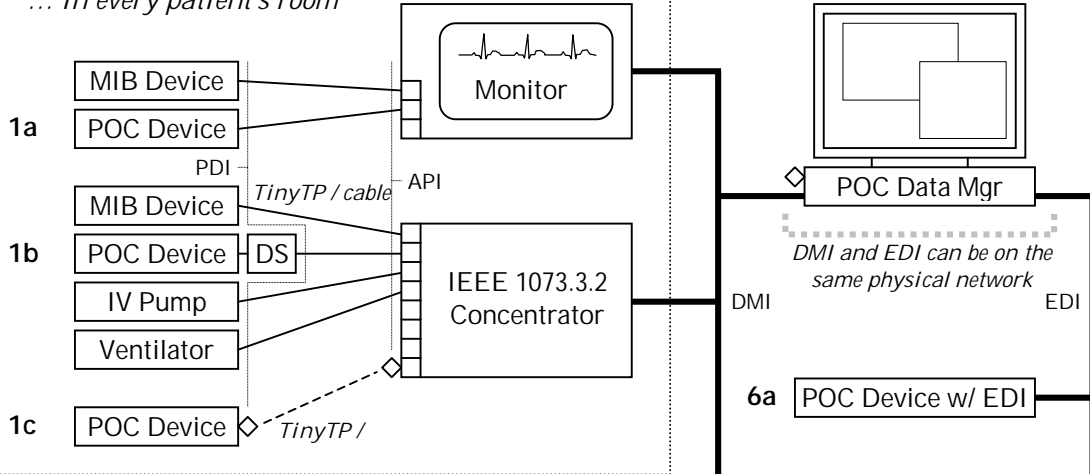 ... in every patient's room
MIB Device
1a
POC Device
Monitor
PDI
TinyTP / cable
API
MIB Device
1b
POC Device
DS
IV Pump
Ventilator
IEEE 1073.3.2
Concentrator
1c
POC Device
TinyTP /
POC Data Mgr
DMI and EDI can be on the
same physical network
DMI
EDI
6a
POC Device w/ EDI